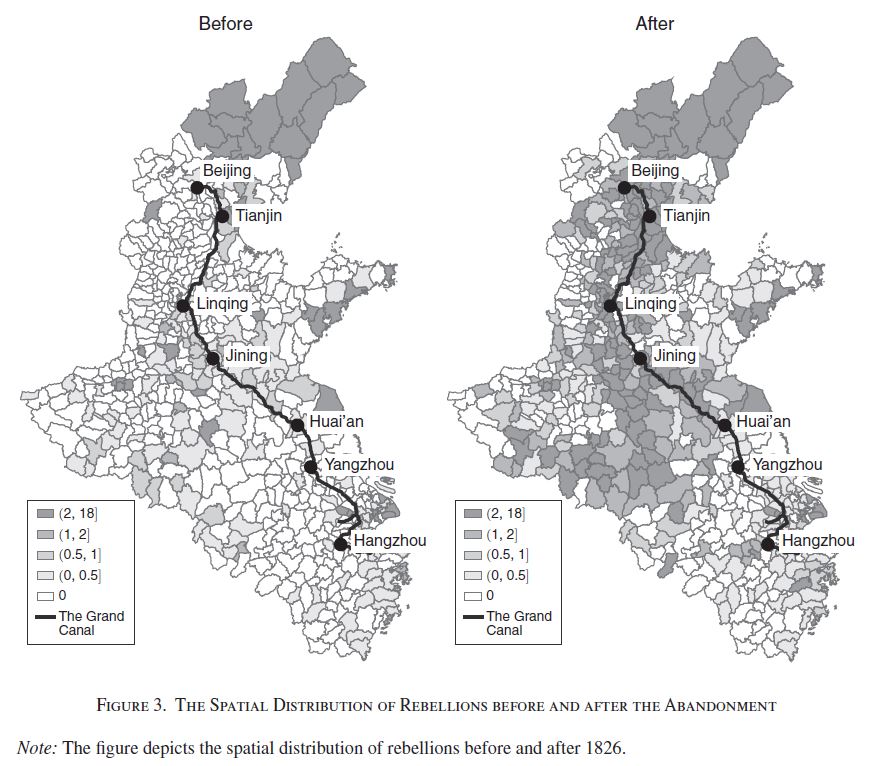 Before
Beijing
Tianjin
Linqing
Jining
Huai'an
Yangzhou
Hangzhou
(2, 18]
(1, 2]
(0.5, 1]
(0, 0.5]
0
The Grand
Canal
After
Beijing
Tianjin
Linqing
Jining
Huai'an
Yangzhou
Hangzhou
(2, 18]
(1, 2]
(0.5, 1]
(0, 0.5]
0
The Grand
Canal
Figure 3. The Spatial Distribution of Rebellions before and after the Abandonment
Note: The figure depicts the spatial distribution of rebellions before and after 1826.